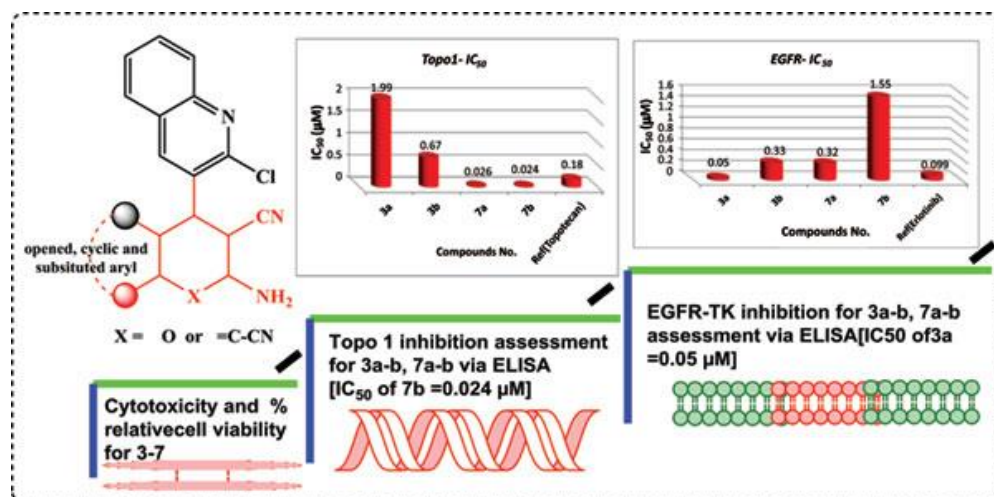 N
Cl
CN
opened, cyclic and
subsituted aryl
X
NH2
X = O or =C-CN
Topo1- IC50
IC50 (µM)
2
1.5
1
0.5
0
1.99
0.67
0.026
0.024
0.18
3a
3b
7a
7b
Ref(Topotecan)
Compounds No.
EGFR- IC50
IC50 (µM)
1.6
1.4
1.2
1
0.8
0.6
0.4
0.2
0
0.05
0.33
0.32
1.55
0.099
3a
3b
7a
7b
Ref(Erlotinib)
Compounds No.
Cytotoxicity and %
relativecell viability
for 3-7
Topo 1 inhibition assessment
for 3a-b, 7a-b via ELISA
[IC50 of 7b =0.024 µM]
EGFR-TK inhibition for 3a-b, 7a-b
assessment via ELISA[IC50 of3a
=0.05 µM]